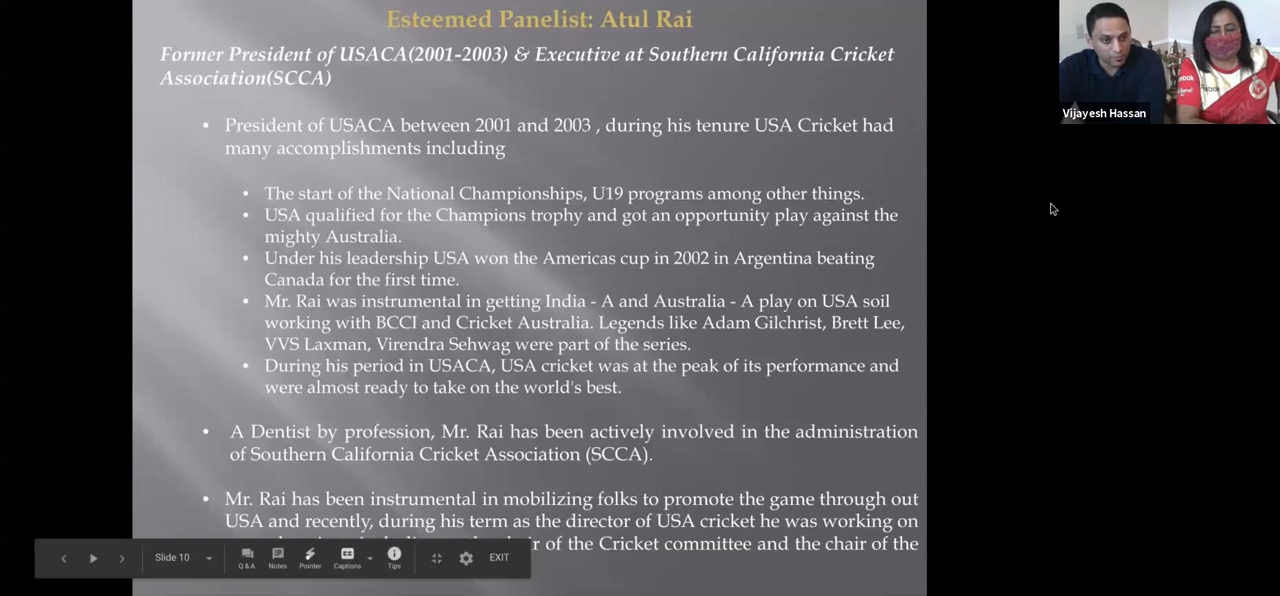 Esteemed Panelist: Atul Rai
Former President of USACA(2001-2003) & Executive at Southern California Cricket
Association(SCCA)
• President of USACA between 2001 and 2003 , during his tenure USA Cricket had
many accomplishments including
• The start of the National Championships, U19 programs among other things.
• USA qualified for the Champions trophy and got an opportunity play against the
mighty Australia.
• Under his leadership USA won the Americas cup in 2002 in Argentina beating
Canada for the first time.
• Mr. Rai was instrumental in getting India - A and Australia - A play on USA soil
working with BCCI and Cricket Australia. Legends like Adam Gilchrist, Brett Lee,
VVS Laxman, Virendra Sehwag were part of the series.
• During his period in USACA, USA cricket was at the peak of its performance and
were almost ready to take on the world's best.
• A Dentist by profession, Mr. Rai has been actively involved in the administration
of Southern California Cricket Association (SCCA).
• Mr. Rai has been instrumental in mobilizing folks to promote the game through out
USA and recently, during his term as the director of USA cricket he was working on
of the Cricket committee and the chair of the
Slide 10
Q & A
Notes
Pointer
Captions
Tips
EXIT
Vijayesh Hassan